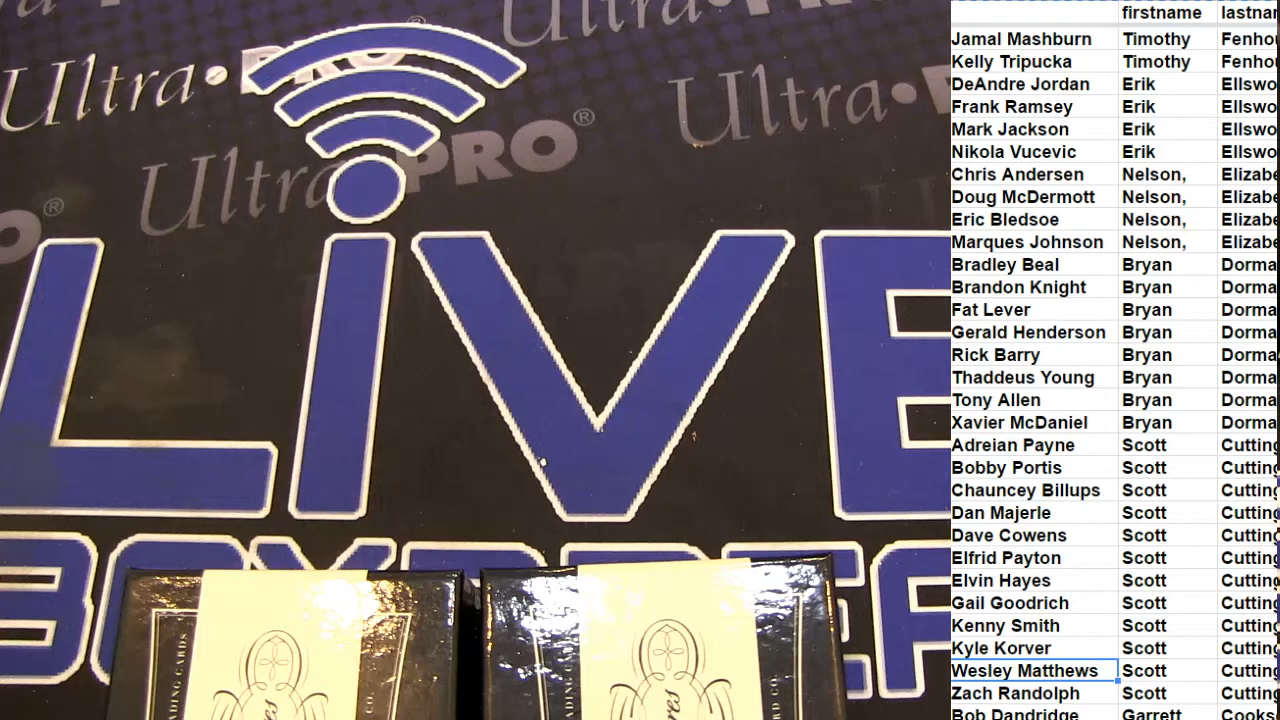 Ultra PRO®
Ultra PRO
Ultra PRO®
Ultra
LIVE
firstname
Jamal Mashburn Timothy
Kelly Tripucka Timothy
DeAndre Jordan Erik
Frank Ramsey Erik
Mark Jackson Erik
Nikola Vucevic Erik
Chris Andersen Nelson,
Doug McDermott Nelson,
Eric Bledsoe Nelson,
Marques Johnson Nelson,
Bradley Beal Bryan
Brandon Knight Bryan
Fat Lever Bryan
Gerald Henderson Bryan
Rick Barry Bryan
Thaddeus Young Bryan
Tony Allen Bryan
Xavier McDaniel Bryan
Adreian Payne Scott
Bobby Portis Scott
Chauncey Billups Scott
Dan Majerle Scott
Dave Cowens Scott
Elfrid Payton Scott
Elvin Hayes Scott
Gail Goodrich Scott
Kenny Smith Scott
Kyle Korver Scott
Wesley Matthews Scott
Zach Randolph Scott
Bob Dandridge Garrett